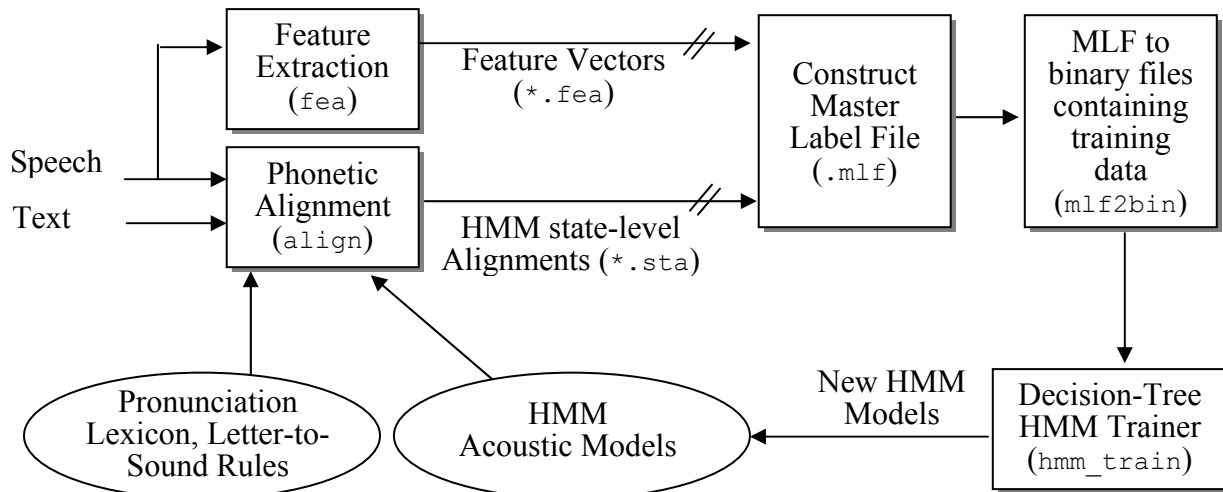 Feature
Extraction
(fea)
Feature Vectors
(*.fea)
Construct
Master
Label File
(.mlf)
MLF to
binary files
containing
training
data
(mlf2bin)
Speech
Text
Phonetic
Alignment
(align)
HMM state-level
Alignments (*.sta)
Pronunciation
Lexicon, Letter-to-
Sound Rules
HMM
Acoustic Models
New HMM
Models
Decision-Tree
HMM Trainer
(hmm_train)